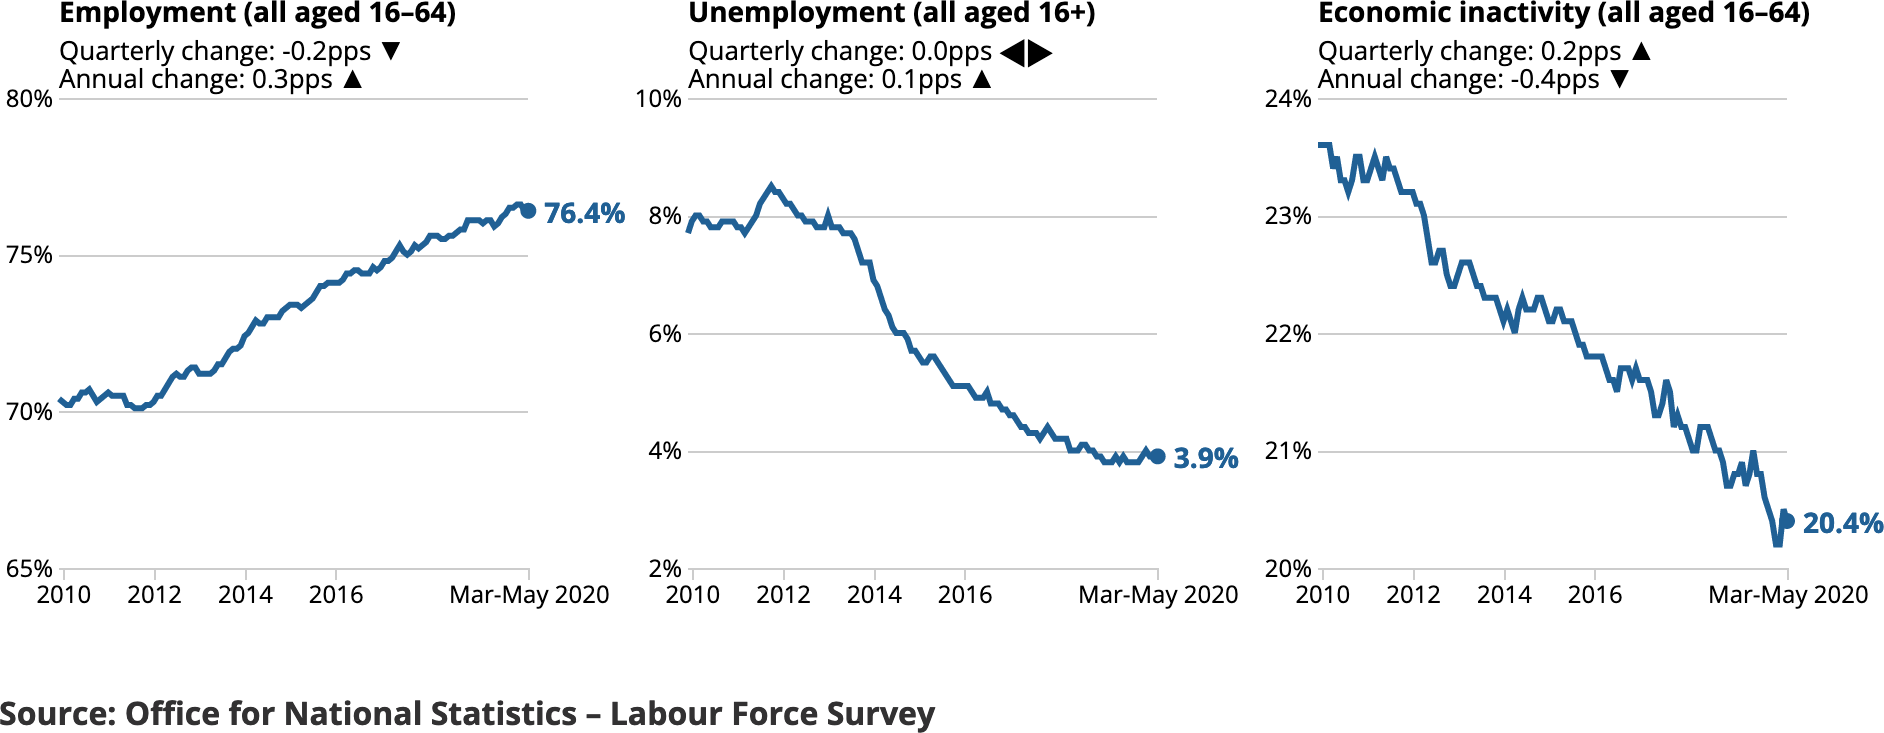 Employment (all aged 16–64)
Quarterly change: -0.2pps ▼
Annual change: 0.3pps ▲
80%
75%
70%
65%
76.4%
2010 2012 2014 2016 Mar-May 2020
Unemployment (all aged 16+)
Quarterly change: 0.0pps ◀▶
Annual change: 0.1pps ▲
10%
8%
6%
4%
2%
3.9%
2010 2012 2014 2016 Mar-May 2020
Economic inactivity (all aged 16–64)
Quarterly change: 0.2pps ▲
Annual change: -0.4pps ▼
24%
23%
22%
21%
20%
20.4%
2010 2012 2014 2016 Mar-May 2020
Source: Office for National Statistics – Labour Force Survey